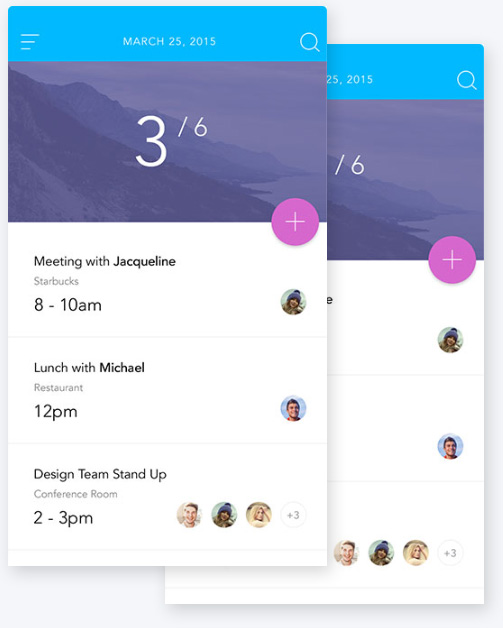 MARCH 25, 2015
3 / 6
Meeting with Jacqueline
Starbucks
8 - 10am
Lunch with Michael
Restaurant
12pm
Design Team Stand Up
Conference Room
2 - 3pm
+3
25, 2015
/ 6
e
+3